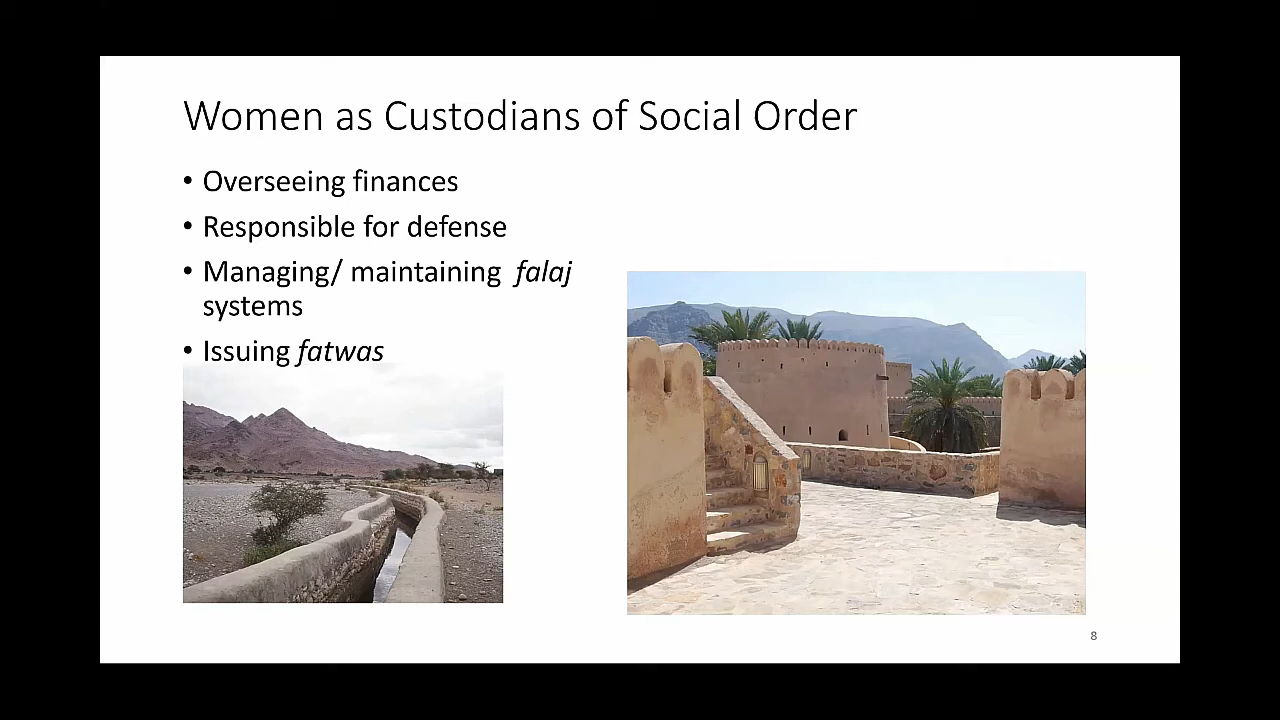 Women as Custodians of Social Order
• Overseeing finances
• Responsible for defense
• Managing/ maintaining falaj
systems
• Issuing fatwas
8